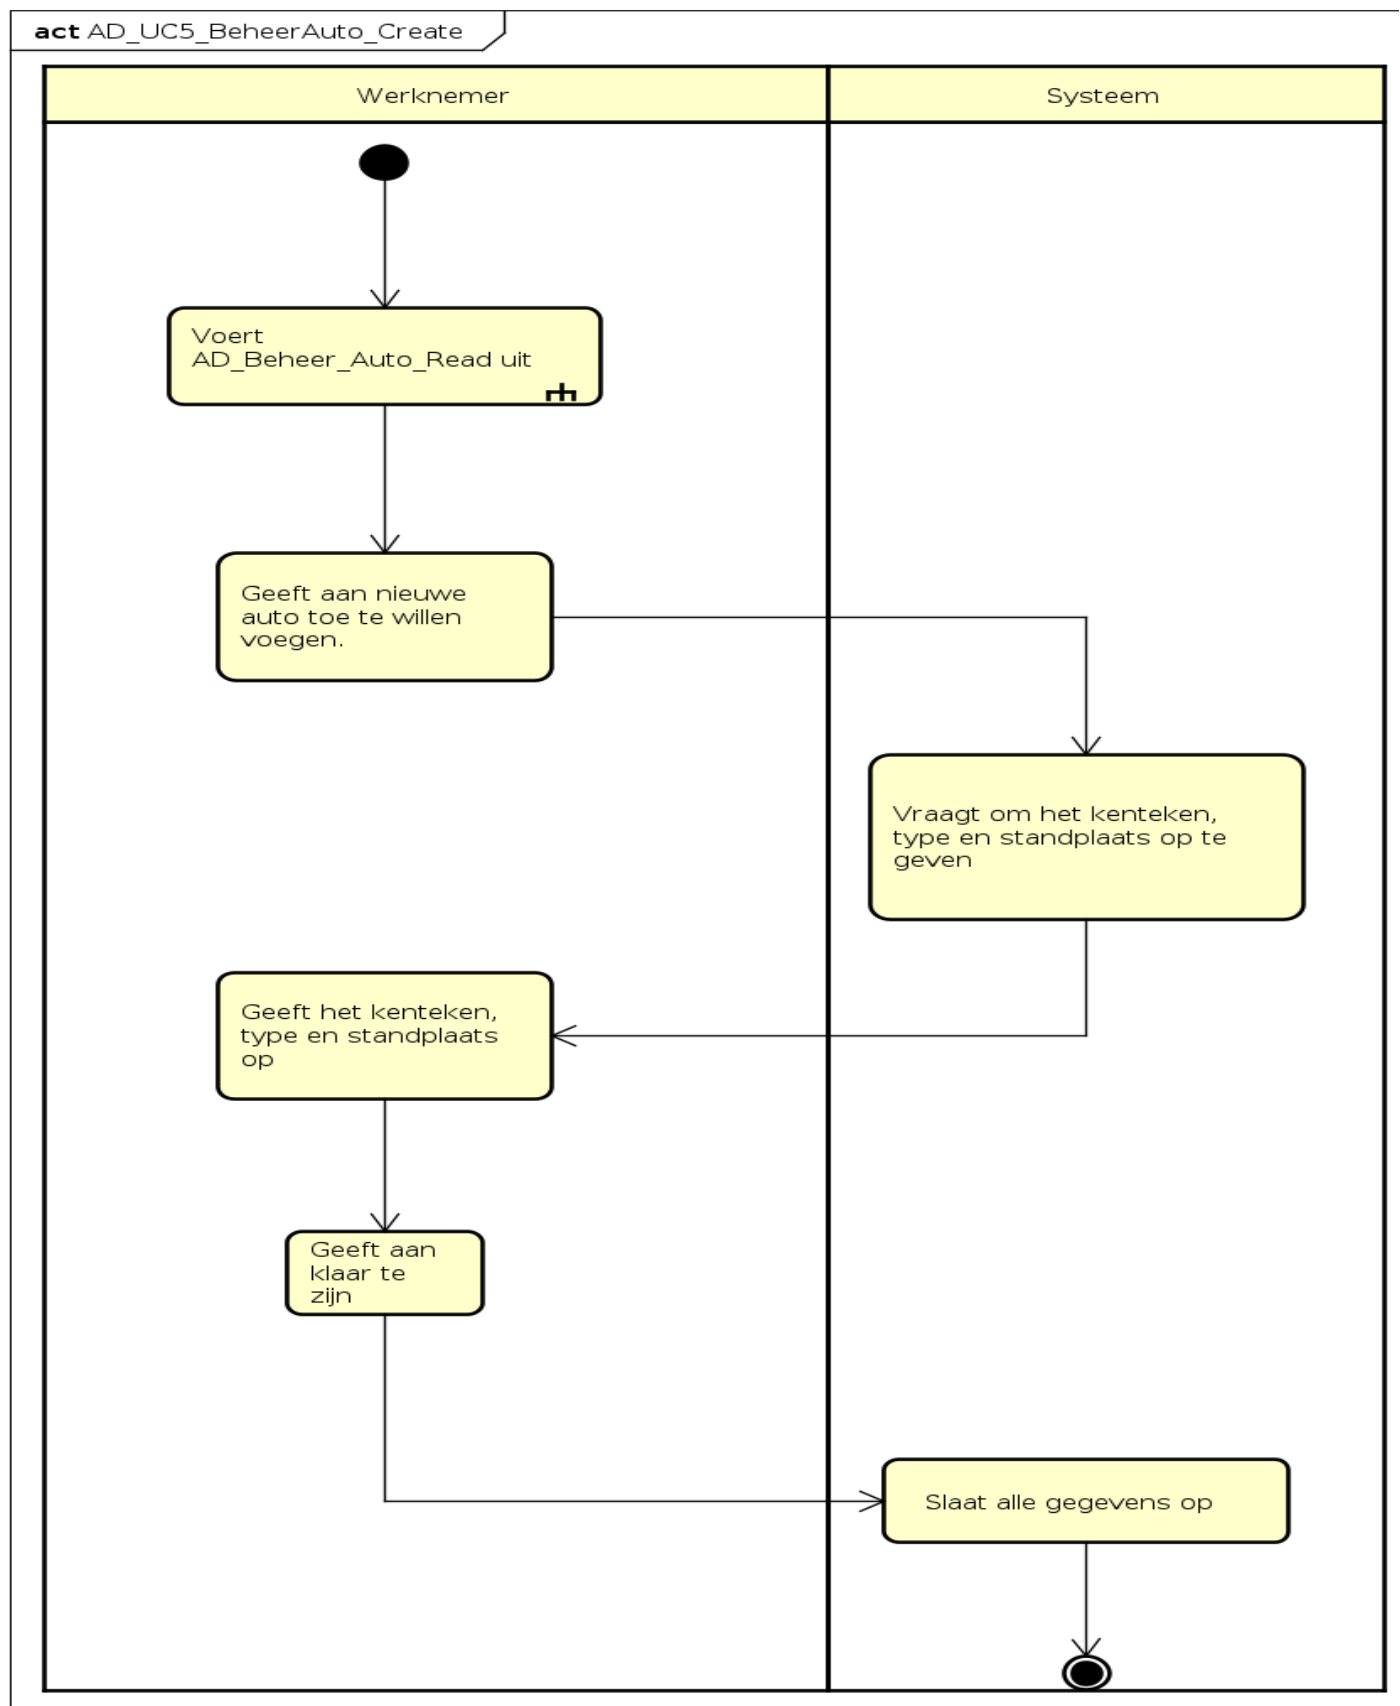 act AD_UC5_BeheerAuto_Create
Werknemer
Systeem
Voert
AD_Beheer_Auto_Read uit
Geeft aan nieuwe
auto toe te willen
voegen.
Vraagt om het kenteken,
type en standplaats op te
geven
Geeft het kenteken,
type en standplaats
op
Geeft aan
klaar te
zijn
Slaat alle gegevens op